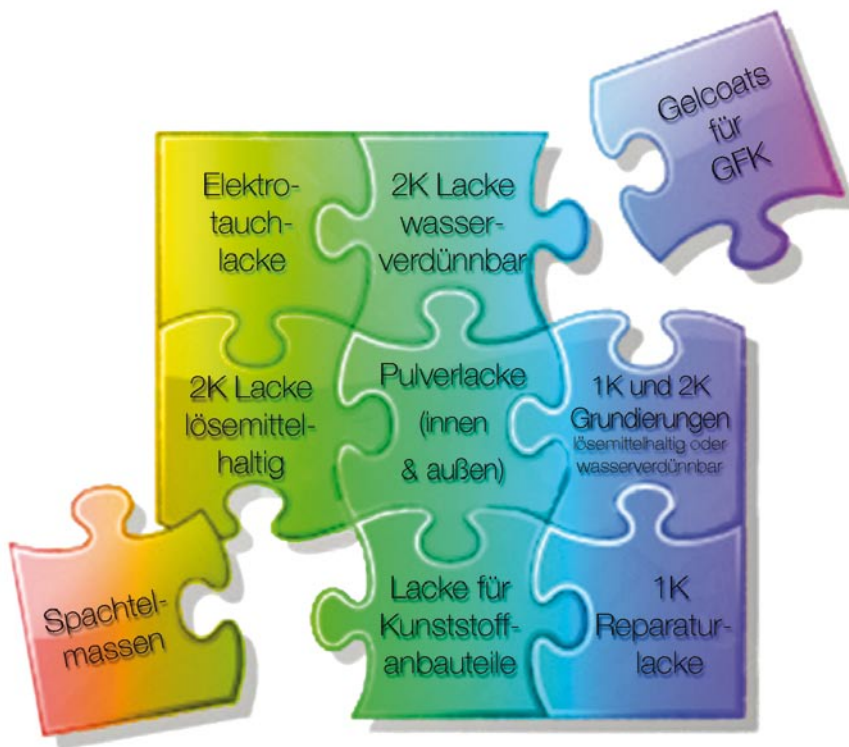 Elektro-
tauch-
lacke
2K Lacke
wasser-
verdünnbar
Gelcoats
für
GFK
2K Lacke
lösemittel-
haltig
Pulverlacke
(innen
& außen)
1K und 2K
Grundierungen
lösemittelhaltig oder
wasserverdünnbar
Spachtel-
massen
Lacke für
Kunststoff-
anbauteile
1K
Reparatur-
lacke